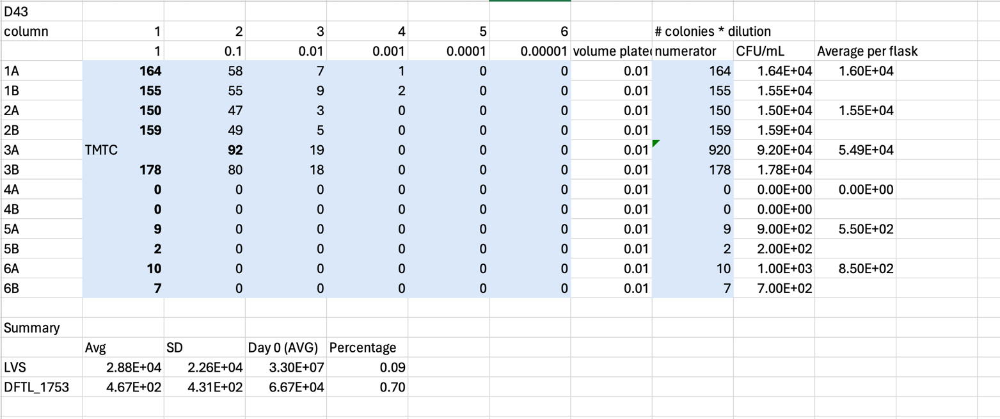 D43
column 1 2 3 4 5 6 # colonies * dilution
1 0.1 0.01 0.001 0.0001 0.00001 volume plated numerator CFU/mL Average per flask
1A 164 58 7 1 0 0 0.01 164 1.64E+04 1.60E+04
1B 155 55 9 2 0 0 0.01 155 1.55E+04
2A 150 47 3 0 0 0 0.01 150 1.50E+04 1.55E+04
2B 159 49 5 0 0 0 0.01 159 1.59E+04
3A TMTC 92 19 0 0 0 0.01 920 9.20E+04 5.49E+04
3B 178 80 18 0 0 0 0.01 178 1.78E+04
4A 0 0 0 0 0 0 0.01 0 0.00E+00 0.00E+00
4B 0 0 0 0 0 0 0.01 0 0.00E+00
5A 9 0 0 0 0 0 0.01 9 9.00E+02 5.50E+02
5B 2 0 0 0 0 0 0.01 2 2.00E+02
6A 10 0 0 0 0 0 0.01 10 1.00E+03 8.50E+02
6B 7 0 0 0 0 0 0.01 7 7.00E+02
Summary
Avg SD Day 0 (AVG) Percentage
LVS 2.88E+04 2.26E+04 3.30E+07 0.09
DFTL_1753 4.67E+02 4.31E+02 6.67E+04 0.70